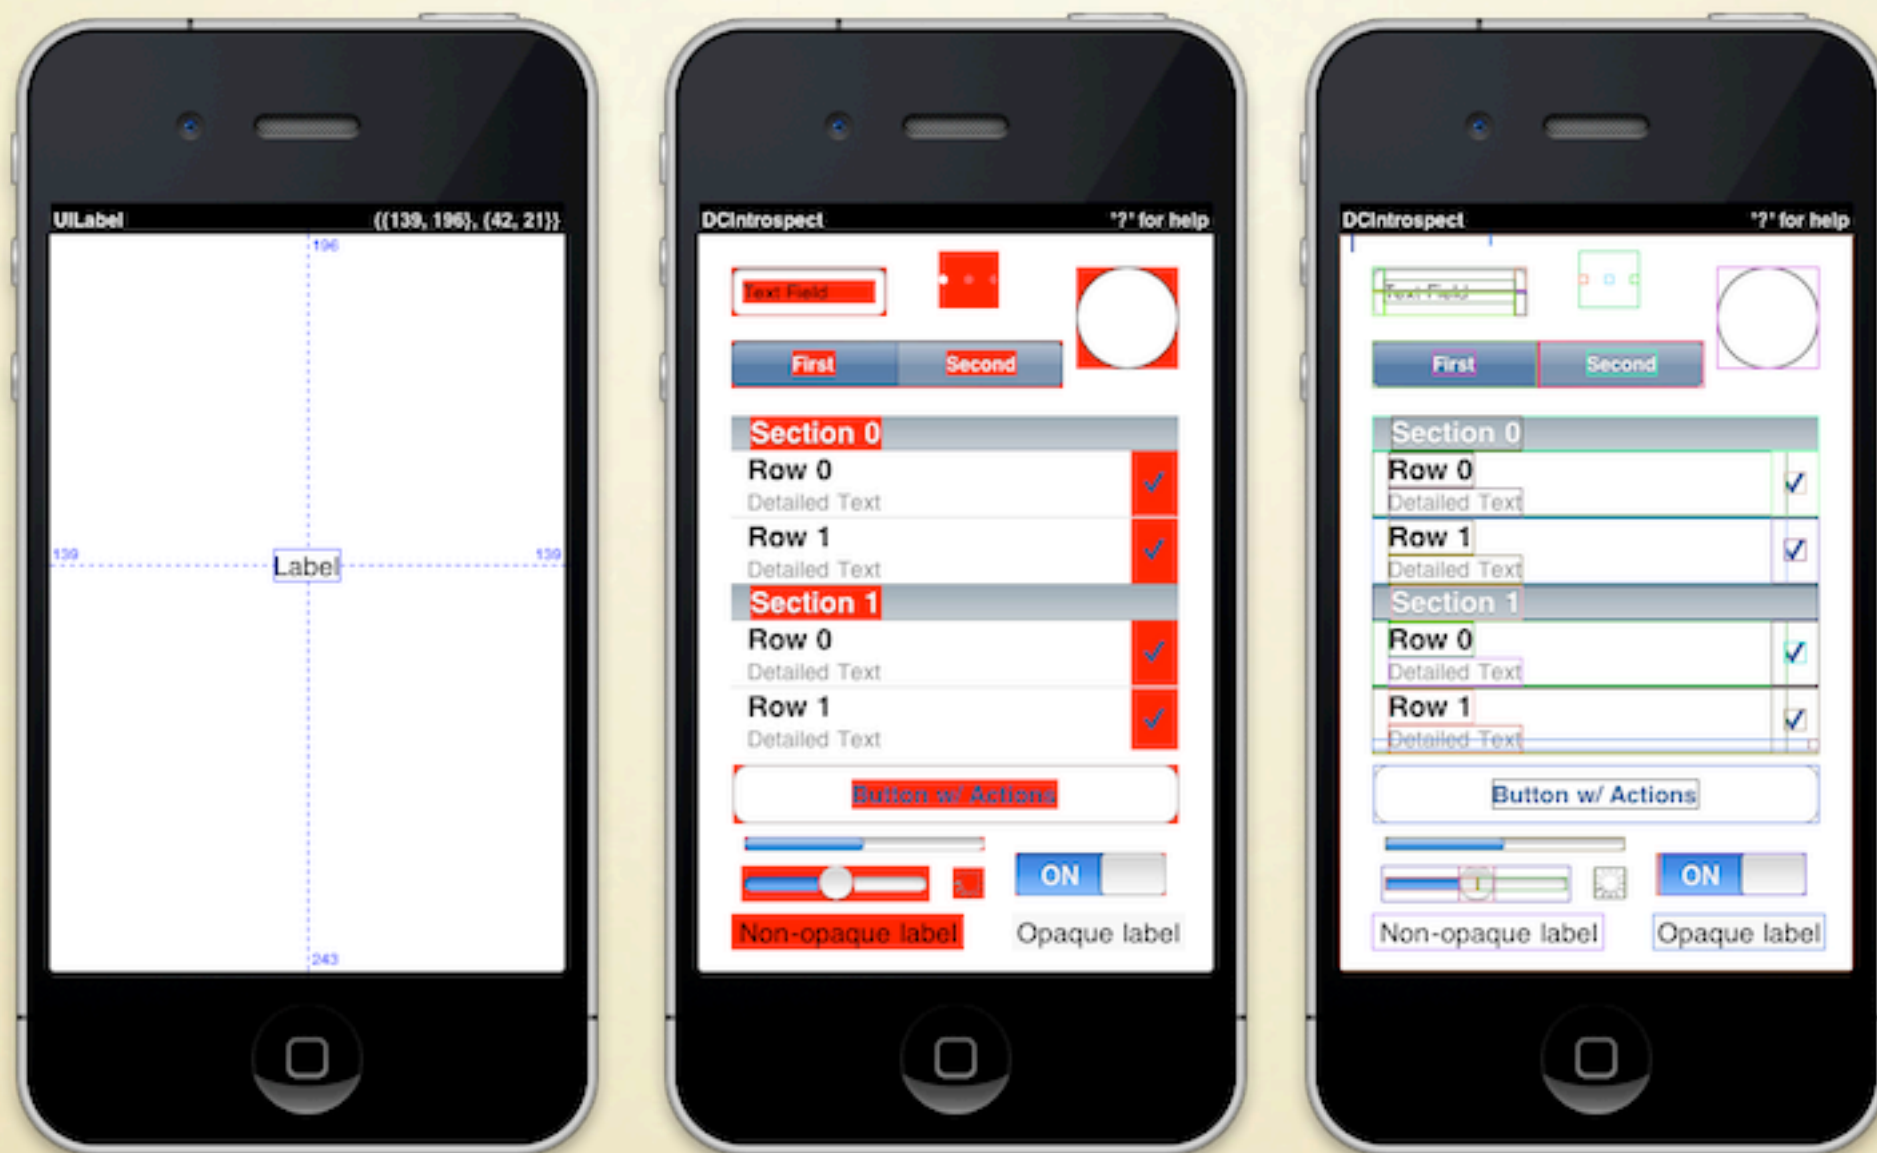 UILabel {{139, 196}, {42, 21}}
196
139 139
Label
243
DCIntrospect '?' for help
Text Field
First Second
Section 0
Row 0
Detailed Text
Row 1
Detailed Text
Section 1
Row 0
Detailed Text
Row 1
Detailed Text
Button w/ Actions
ON
Non-opaque label Opaque label
DCIntrospect '?' for help
Text Field
First Second
Section 0
Row 0
Detailed Text
Row 1
Detailed Text
Section 1
Row 0
Detailed Text
Row 1
Detailed Text
Button w/ Actions
ON
Non-opaque label Opaque label